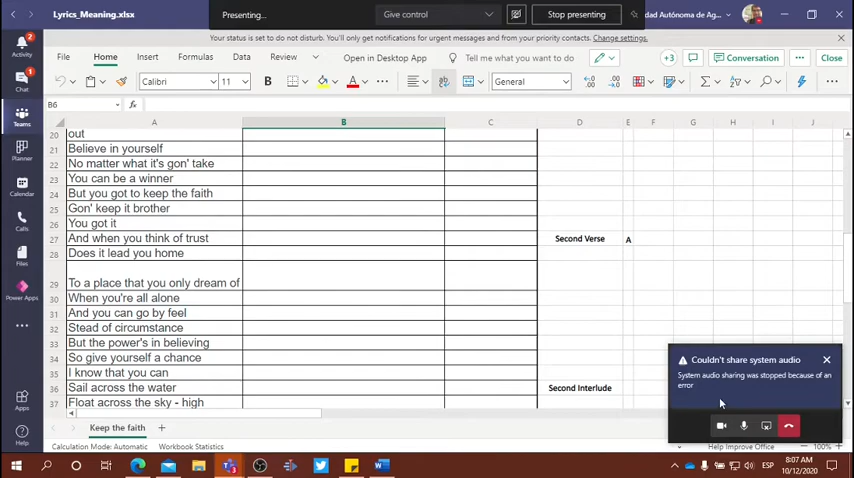 Lyrics_Meaning.xlsx
Presenting...
Give control
Stop presenting
dad Autónoma de Ag...
Your status is set to do not disturb. You'll only get notifications for urgent messages and from your priority contacts. Change settings.
File Home Insert Formulas Data Review ... Open in Desktop App Tell me what you want to do +3 Conversation ... Close
Calibri 11 B A General
B6 fx
A B C D E F G H I J
20 out
21 Believe in yourself
22 No matter what it's gon' take
23 You can be a winner
24 But you got to keep the faith
25 Gon' keep it brother
26 You got it
27 And when you think of trust Second Verse A
28 Does it lead you home
29 To a place that you only dream of
30 When you're all alone
31 And you can go by feel
32 Stead of circumstance
33 But the power's in believing
34 So give yourself a chance
35 I know that you can
36 Sail across the water Second Interlude
37 Float across the sky - high
Activity 2
Chat 1
Teams
Planner
Calendar
Calls
Files
Power Apps
...
Apps
Help
Couldn't share system audio
System audio sharing was stopped because of an
error
Keep the faith
Calculation Mode: Automatic Workbook Statistics
Help Improve Office 100%
ESP
8:07 AM
10/12/2020